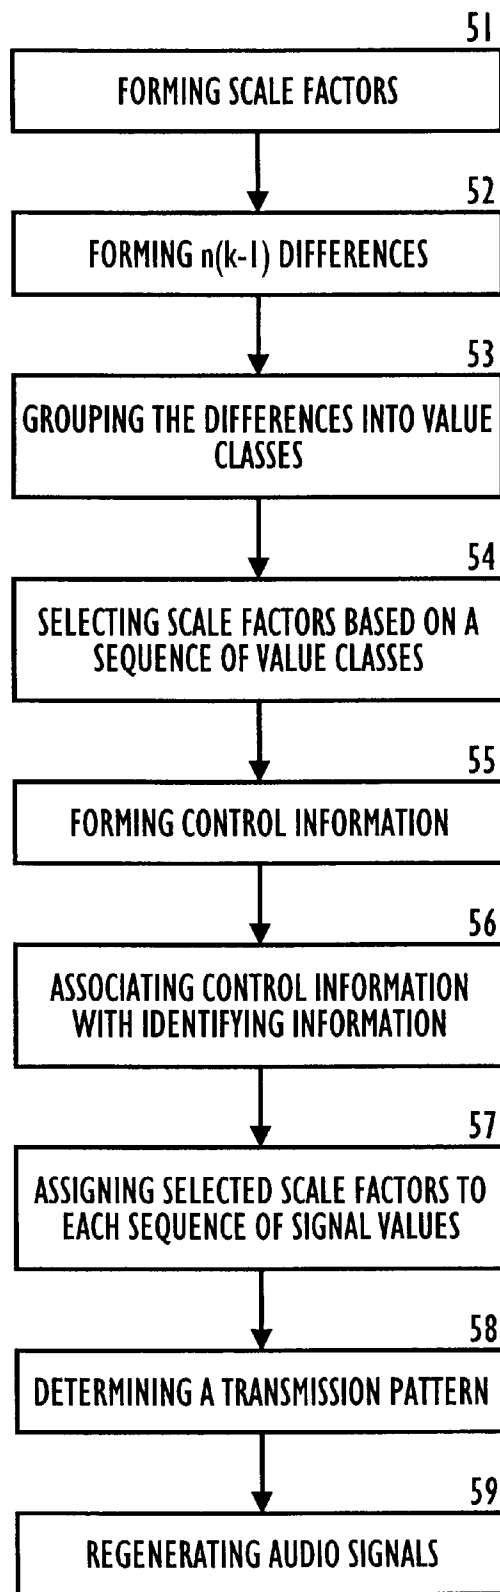 51
FORMING SCALE FACTORS
52
FORMING n(k-1) DIFFERENCES
53
GROUPING THE DIFFERENCES INTO VALUE
CLASSES
54
SELECTING SCALE FACTORS BASED ON A
SEQUENCE OF VALUE CLASSES
55
FORMING CONTROL INFORMATION
56
ASSOCIATING CONTROL INFORMATION
WITH IDENTIFYING INFORMATION
57
ASSIGNING SELECTED SCALE FACTORS TO
EACH SEQUENCE OF SIGNAL VALUES
58
DETERMINING A TRANSMISSION PATTERN
59
REGENERATING AUDIO SIGNALS